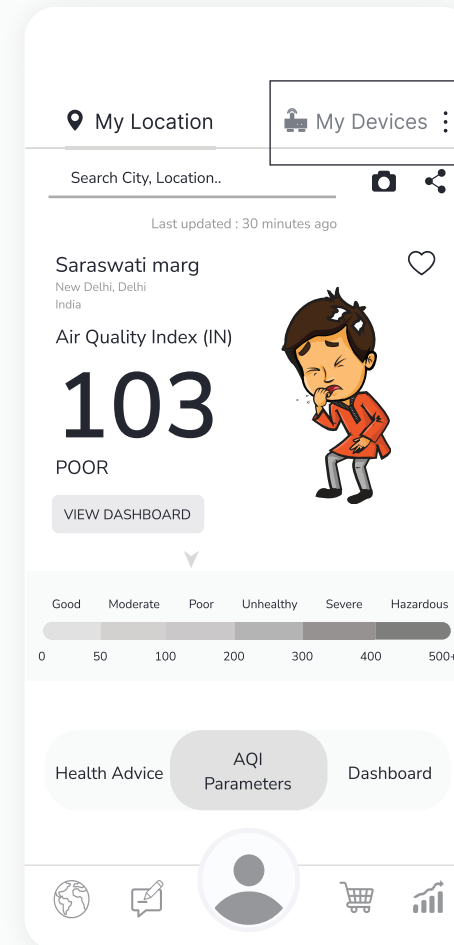 My Location
My Devices
Search City, Location..
Last updated : 30 minutes ago
Saraswati marg
New Delhi, Delhi
India
Air Quality Index (IN)
103
POOR
VIEW DASHBOARD
Good Moderate Poor Unhealthy Severe Hazardous
0 50 100 200 300 400 500+
Health Advice
AQI
Parameters
Dashboard